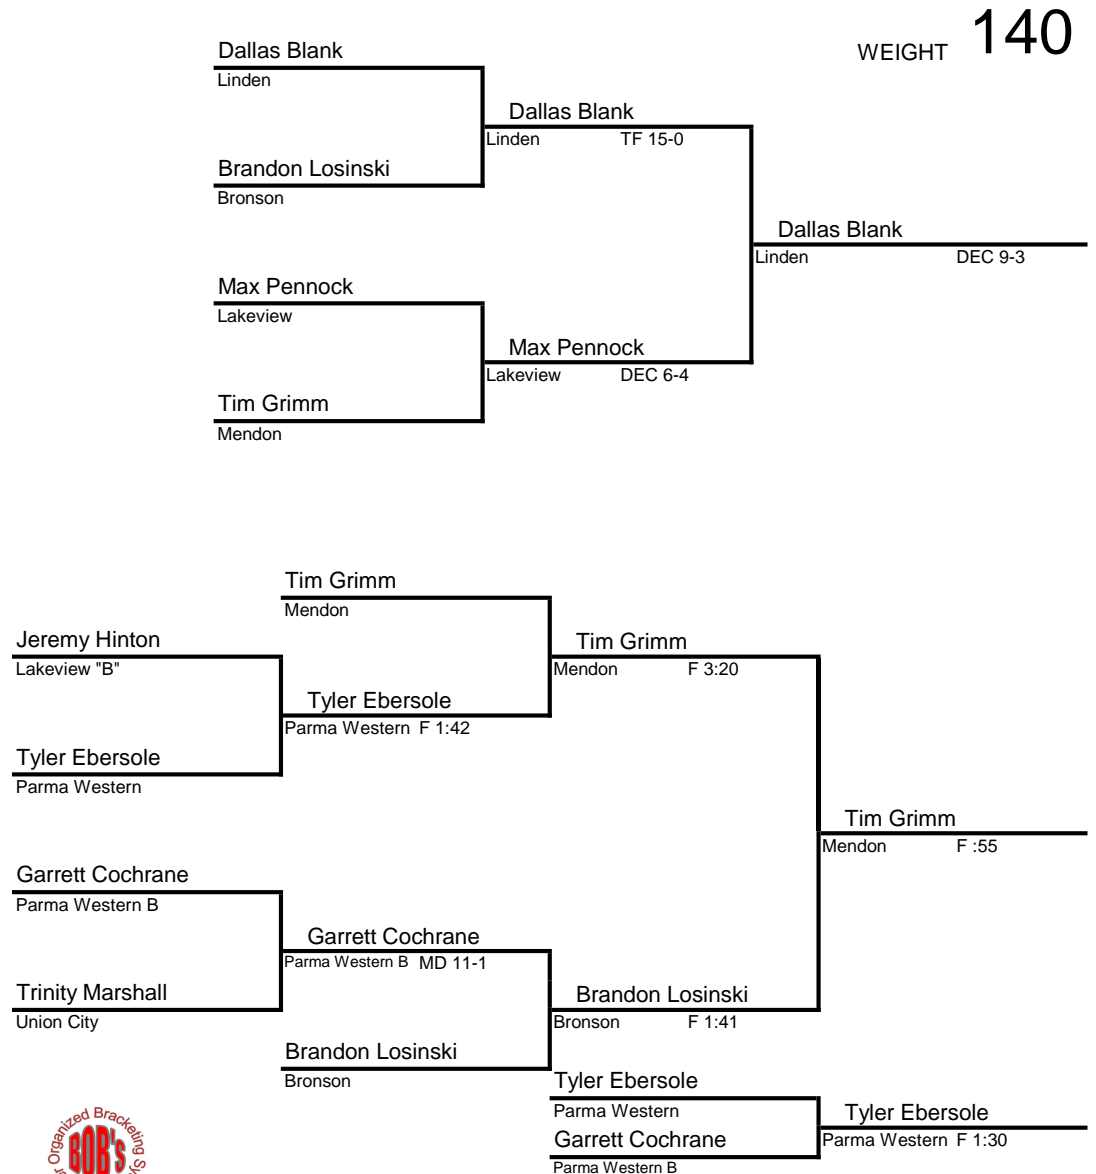 WEIGHT 140
Dallas Blank
Linden
Dallas Blank
Linden TF 15-0
Brandon Losinski
Bronson
Dallas Blank
Linden DEC 9-3
Max Pennock
Lakeview
Max Pennock
Lakeview DEC 6-4
Tim Grimm
Mendon
Tim Grimm
Mendon
Jeremy Hinton
Lakeview "B"
Tim Grimm
Mendon F 3:20
Tyler Ebersole
Parma Western F 1:42
Tyler Ebersole
Parma Western
Tim Grimm
Mendon F :55
Garrett Cochrane
Parma Western B
Garrett Cochrane
Parma Western B MD 11-1
Trinity Marshall
Union City
Brandon Losinski
Bronson F 1:41
Brandon Losinski
Bronson
Tyler Ebersole
Parma Western
Tyler Ebersole
Parma Western F 1:30
Garrett Cochrane
Parma Western B
Organized Bracketing
BOB's